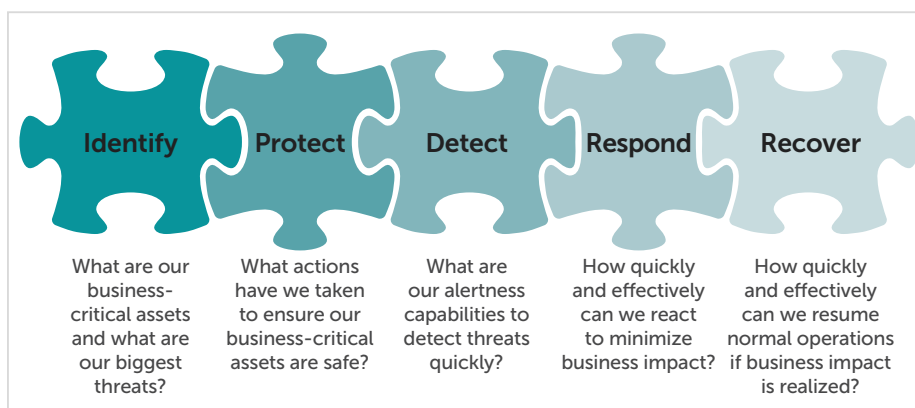 Identify
Protect
Detect
Respond
Recover
What are our
business-
critical assets
and what are
our biggest
threats?
What actions
have we taken
to ensure our
business-critical
assets are safe?
What are
our alertness
capabilities to
detect threats
quickly?
How quickly
and effectively
can we react
to minimize
business impact?
How quickly
and effectively
can we resume
normal operations
if business impact
is realized?